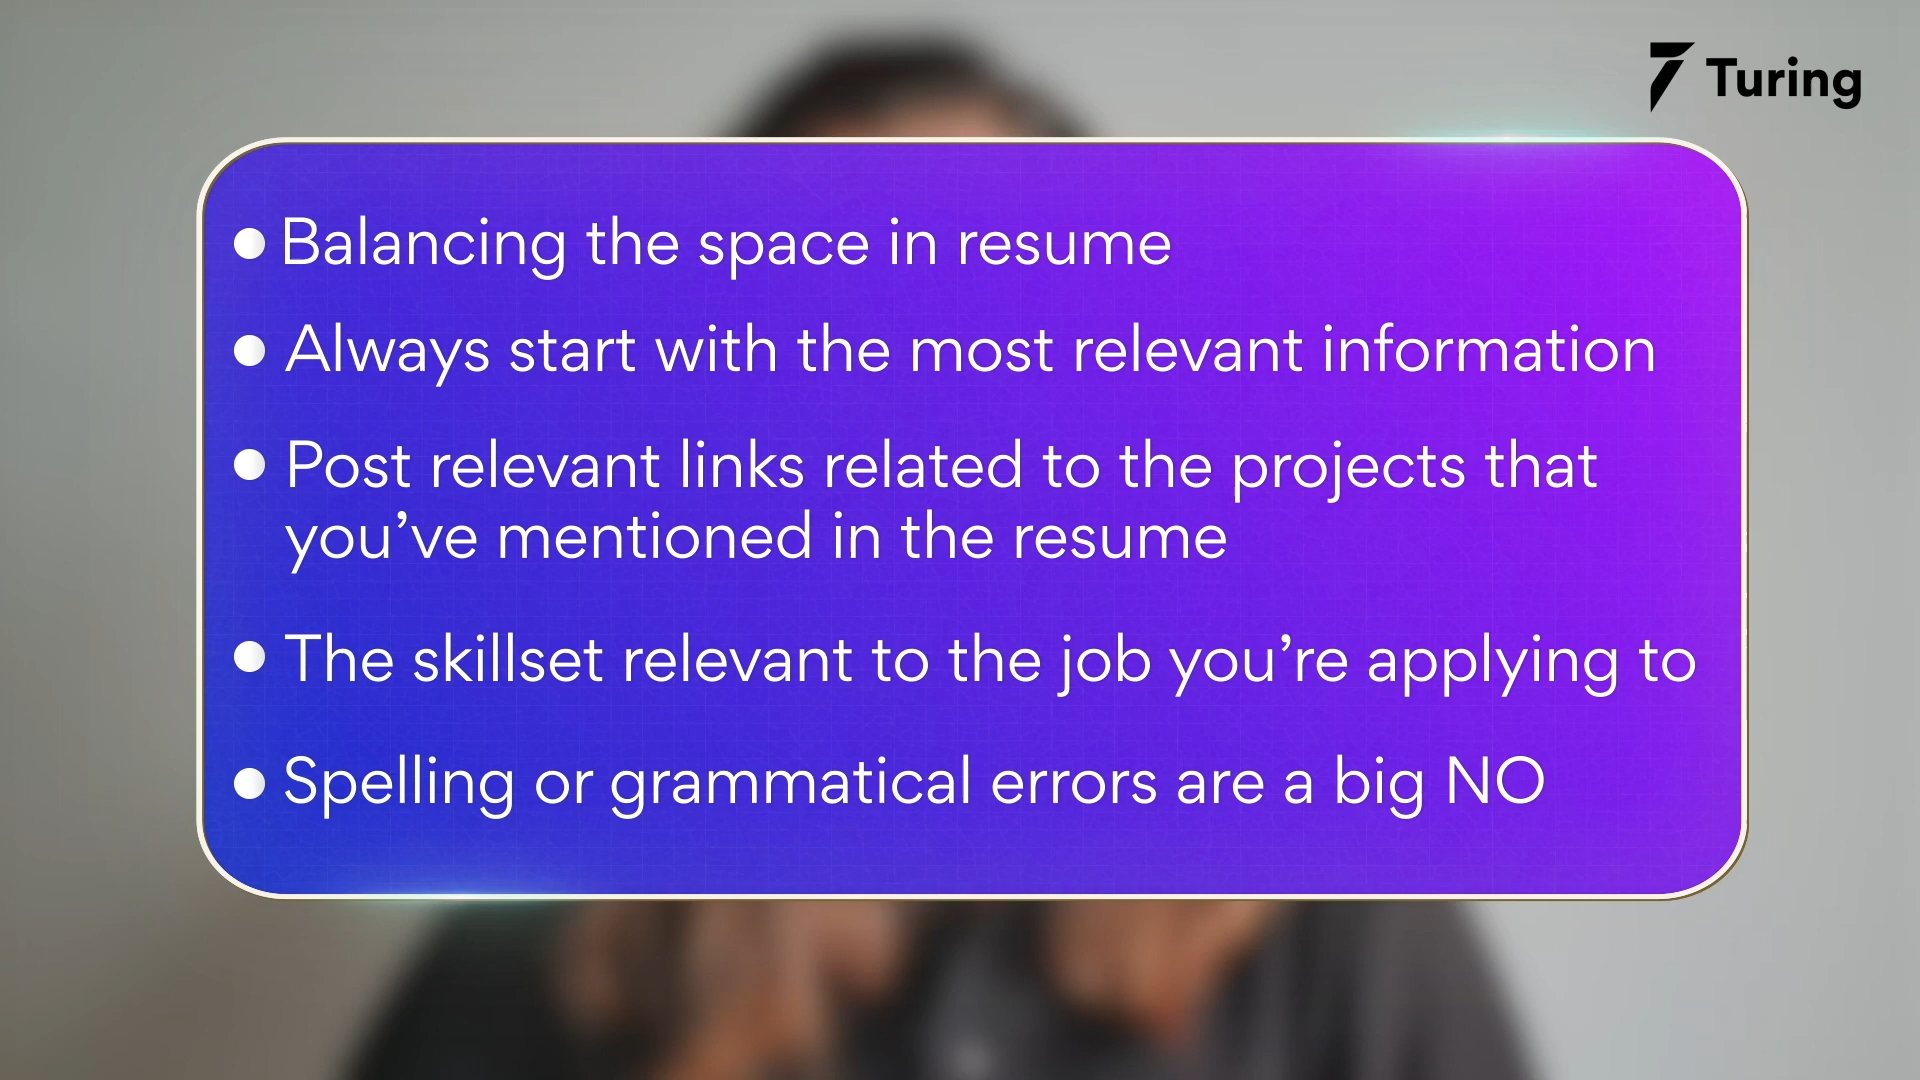 Turing
● Balancing the space in resume
● Always start with the most relevant information
● Post relevant links related to the projects that
you’ve mentioned in the resume
● The skillset relevant to the job you’re applying to
● Spelling or grammatical errors are a big NO